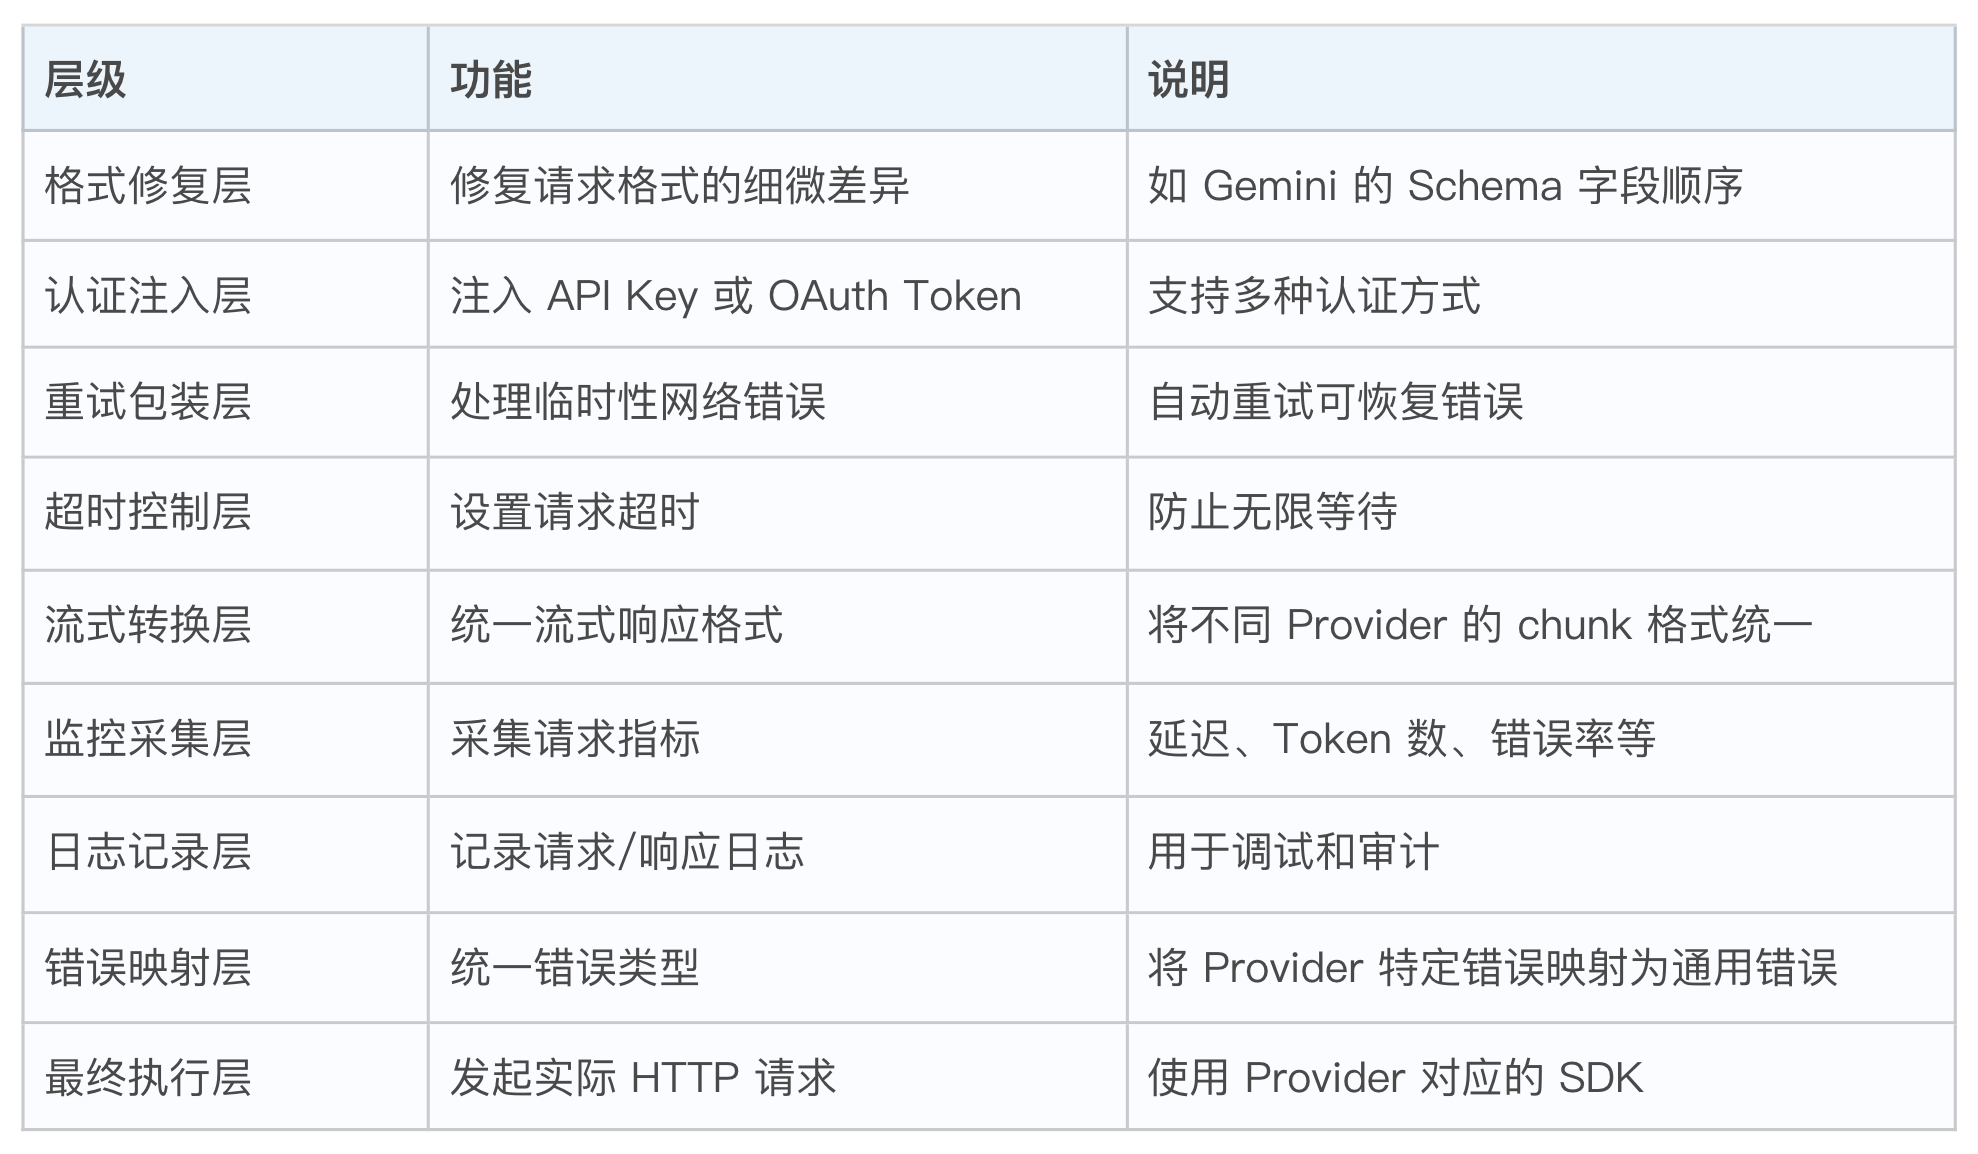 层级 功能 说明
格式修复层 修复请求格式的细微差异 如 Gemini 的 Schema 字段顺序
认证注入层 注入 API Key 或 OAuth Token 支持多种认证方式
重试包装层 处理临时性网络错误 自动重试可恢复错误
超时控制层 设置请求超时 防止无限等待
流式转换层 统一流式响应格式 将不同 Provider 的 chunk 格式统一
监控采集层 采集请求指标 延迟、Token 数、错误率等
日志记录层 记录请求/响应日志 用于调试和审计
错误映射层 统一错误类型 将 Provider 特定错误映射为通用错误
最终执行层 发起实际 HTTP 请求 使用 Provider 对应的 SDK